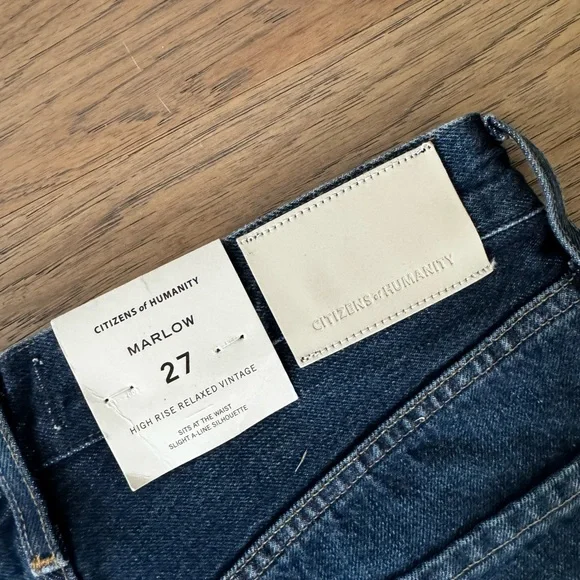 CITIZENS of HUMANITY
MARLOW
27
HIGH RISE RELAXED VINTAGE
SITS AT THE WAIST
SLIGHT A-LINE SILHOUETTE
CITIZENS of HUMANITY